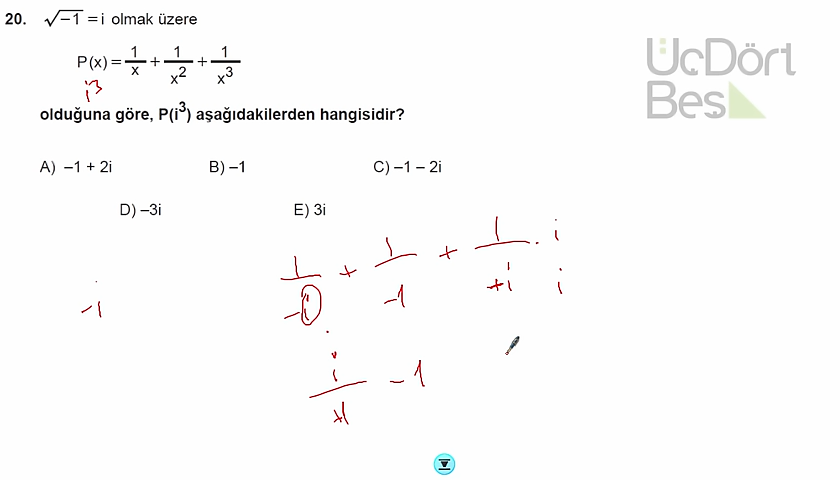 20. √–1 = i olmak üzere
P(x) = 1/x + 1/x² + 1/x³
i³
olduğuna göre, P(i³) aşağıdakilerden hangisidir?
A) –1 + 2i B) –1 C) –1 – 2i
D) –3i E) 3i
1/–i + 1/–1 + 1/+i . i/i
–i
i/+1 –1
ÜçDört
Beş